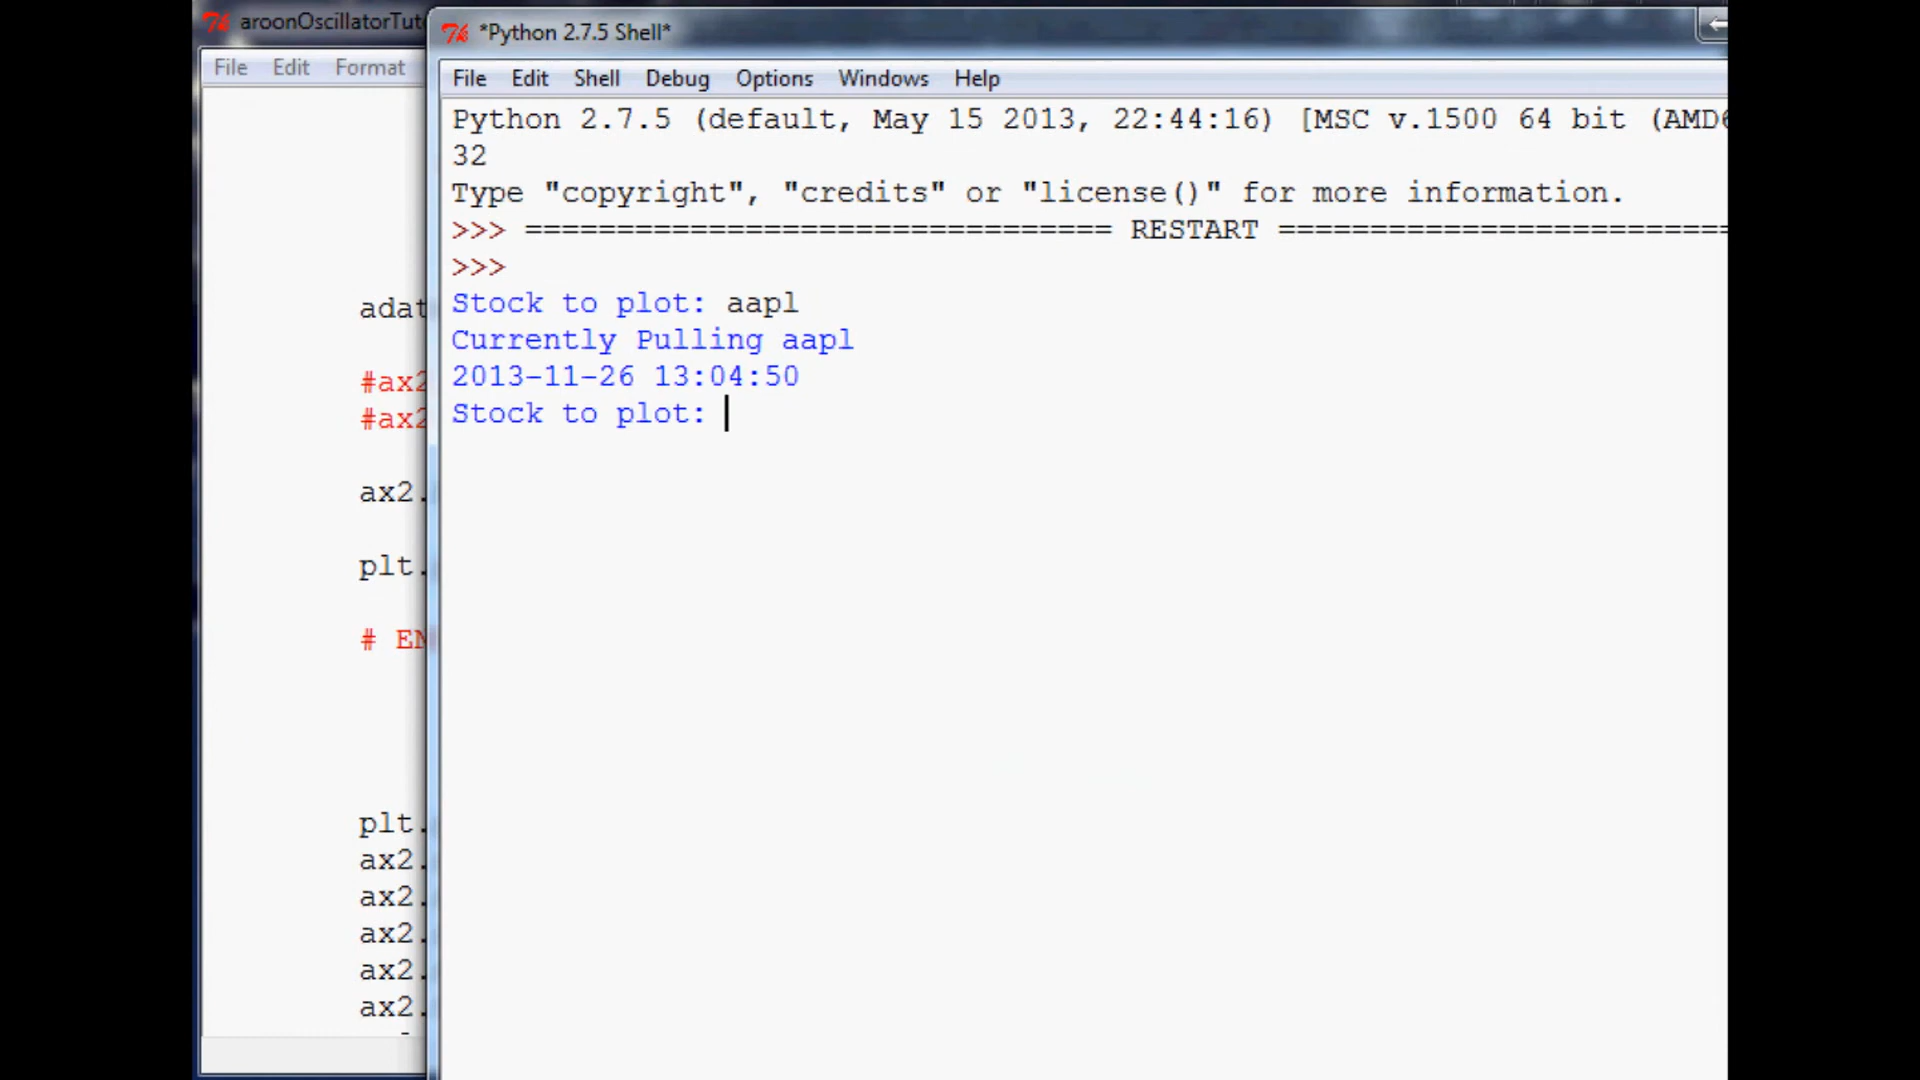 aroonOscillatorTut
File Edit Format
adat
#ax2
#ax2
ax2.
plt.
# EN
plt.
ax2.
ax2.
ax2.
ax2.
ax2.
*Python 2.7.5 Shell*
File Edit Shell Debug Options Windows Help
Python 2.7.5 (default, May 15 2013, 22:44:16) [MSC v.1500 64 bit (AMD6
32
Type "copyright", "credits" or "license()" for more information.
>>> ================================ RESTART =========================
>>>
Stock to plot: aapl
Currently Pulling aapl
2013-11-26 13:04:50
Stock to plot: